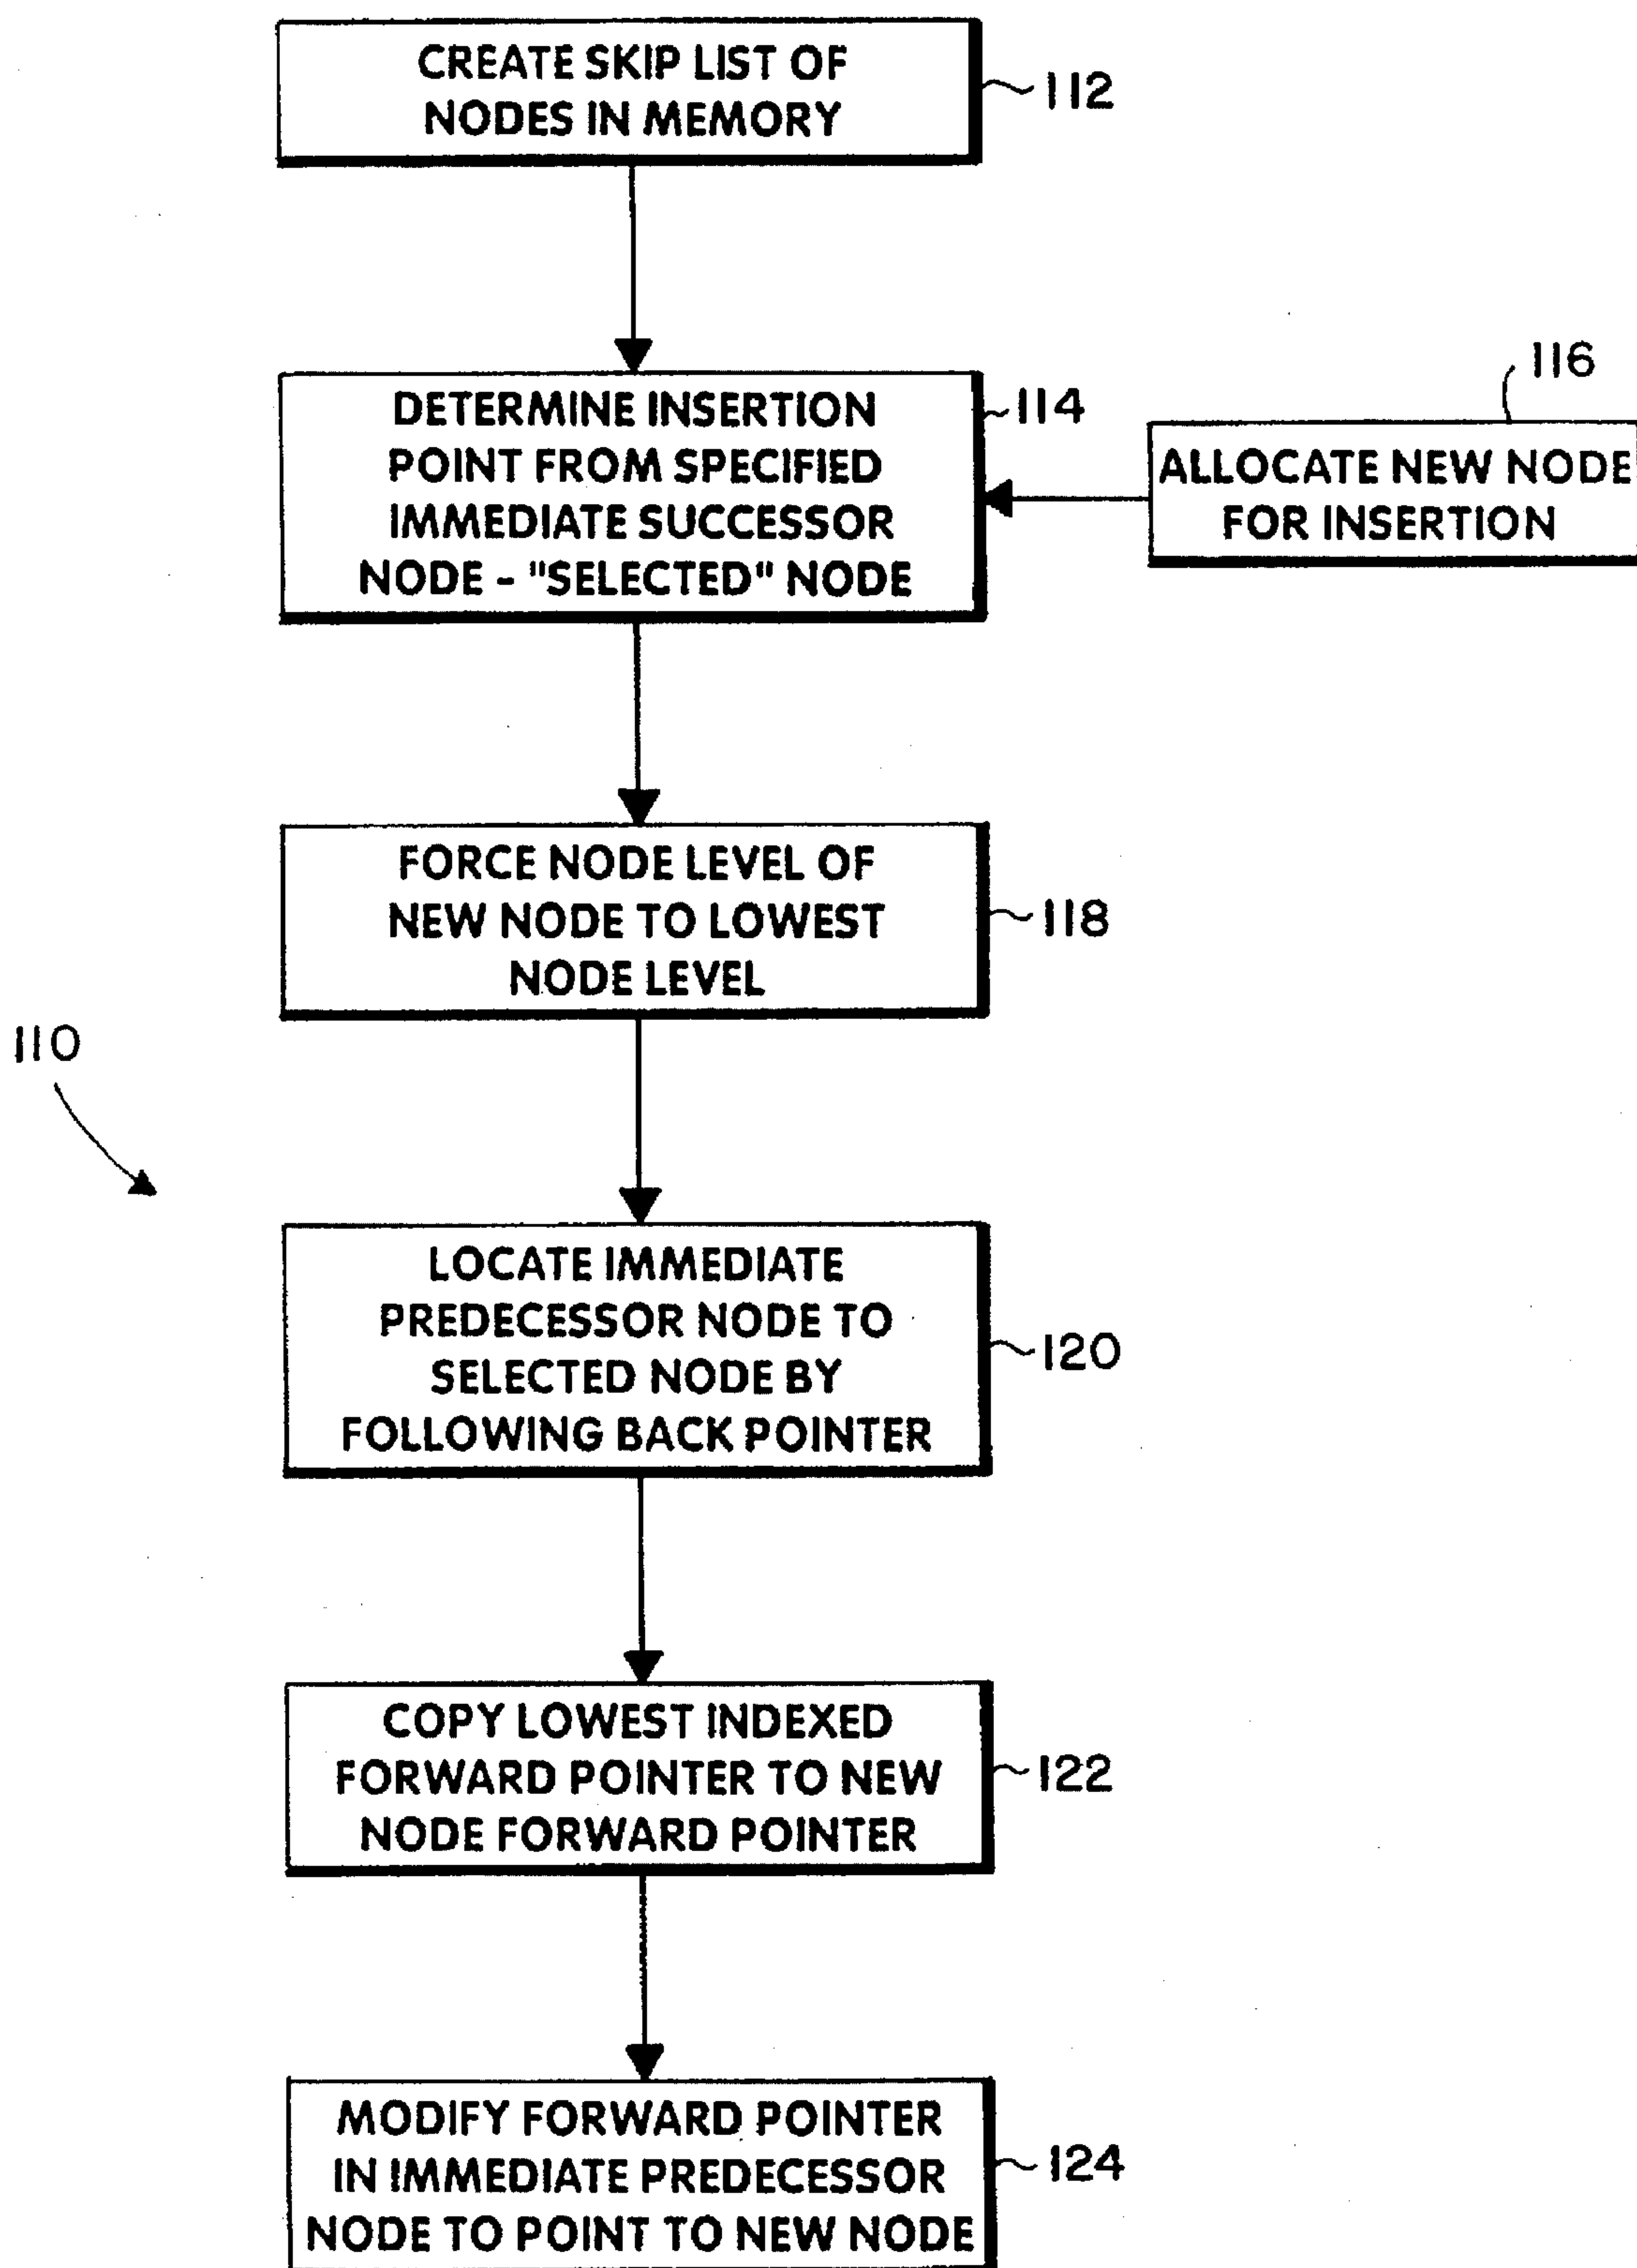 CREATE SKIP LIST OF
NODES IN MEMORY
112
DETERMINE INSERTION
POINT FROM SPECIFIED
IMMEDIATE SUCCESSOR
NODE - "SELECTED" NODE
114
116
ALLOCATE NEW NODE
FOR INSERTION
FORCE NODE LEVEL OF
NEW NODE TO LOWEST
NODE LEVEL
118
110
LOCATE IMMEDIATE
PREDECESSOR NODE TO
SELECTED NODE BY
FOLLOWING BACK POINTER
120
COPY LOWEST INDEXED
FORWARD POINTER TO NEW
NODE FORWARD POINTER
122
MODIFY FORWARD POINTER
IN IMMEDIATE PREDECESSOR
NODE TO POINT TO NEW NODE
124